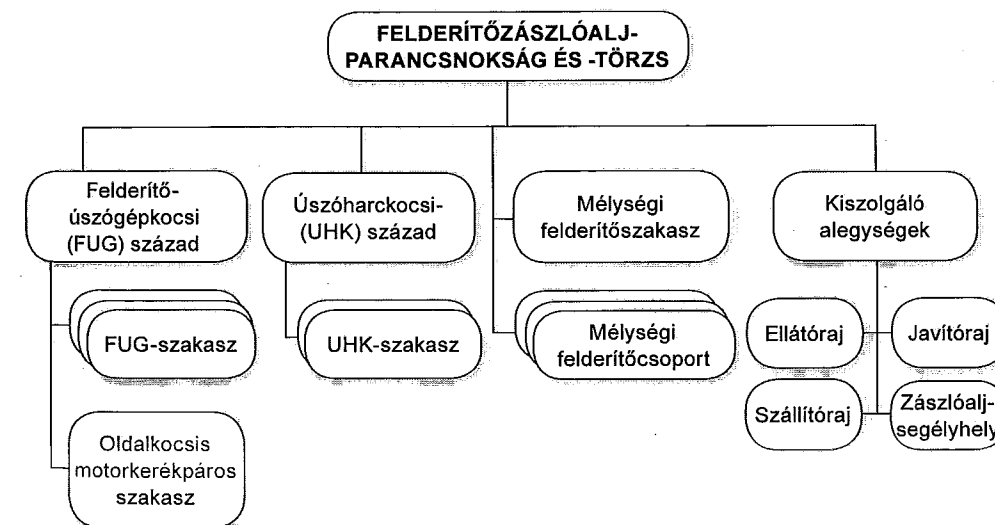 FELDERÍTŐZÁSZLÓALJ-
PARANCSNOKSÁG ÉS -TÖRZS
Felderítő-
úszógépkocsi
(FUG) század
Úszóharckocsi-
(UHK) század
Mélységi
felderítőszakasz
Kiszolgáló
alegységek
FUG-szakasz
UHK-szakasz
Mélységi
felderítőcsoport
Ellátóraj
Javítóraj
Szállítóraj
Zászlóalj-
segélyhely
Oldalkocsis
motorkerékpáros
szakasz